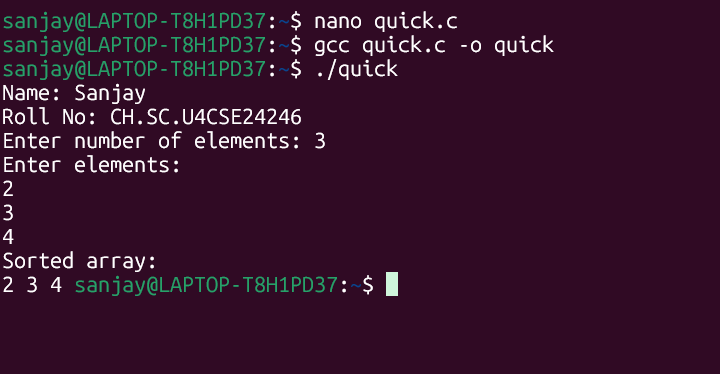 sanjay@LAPTOP-T8H1PD37:~$ nano quick.c
sanjay@LAPTOP-T8H1PD37:~$ gcc quick.c -o quick
sanjay@LAPTOP-T8H1PD37:~$ ./quick
Name: Sanjay
Roll No: CH.SC.U4CSE24246
Enter number of elements: 3
Enter elements:
2
3
4
Sorted array:
2 3 4 sanjay@LAPTOP-T8H1PD37:~$